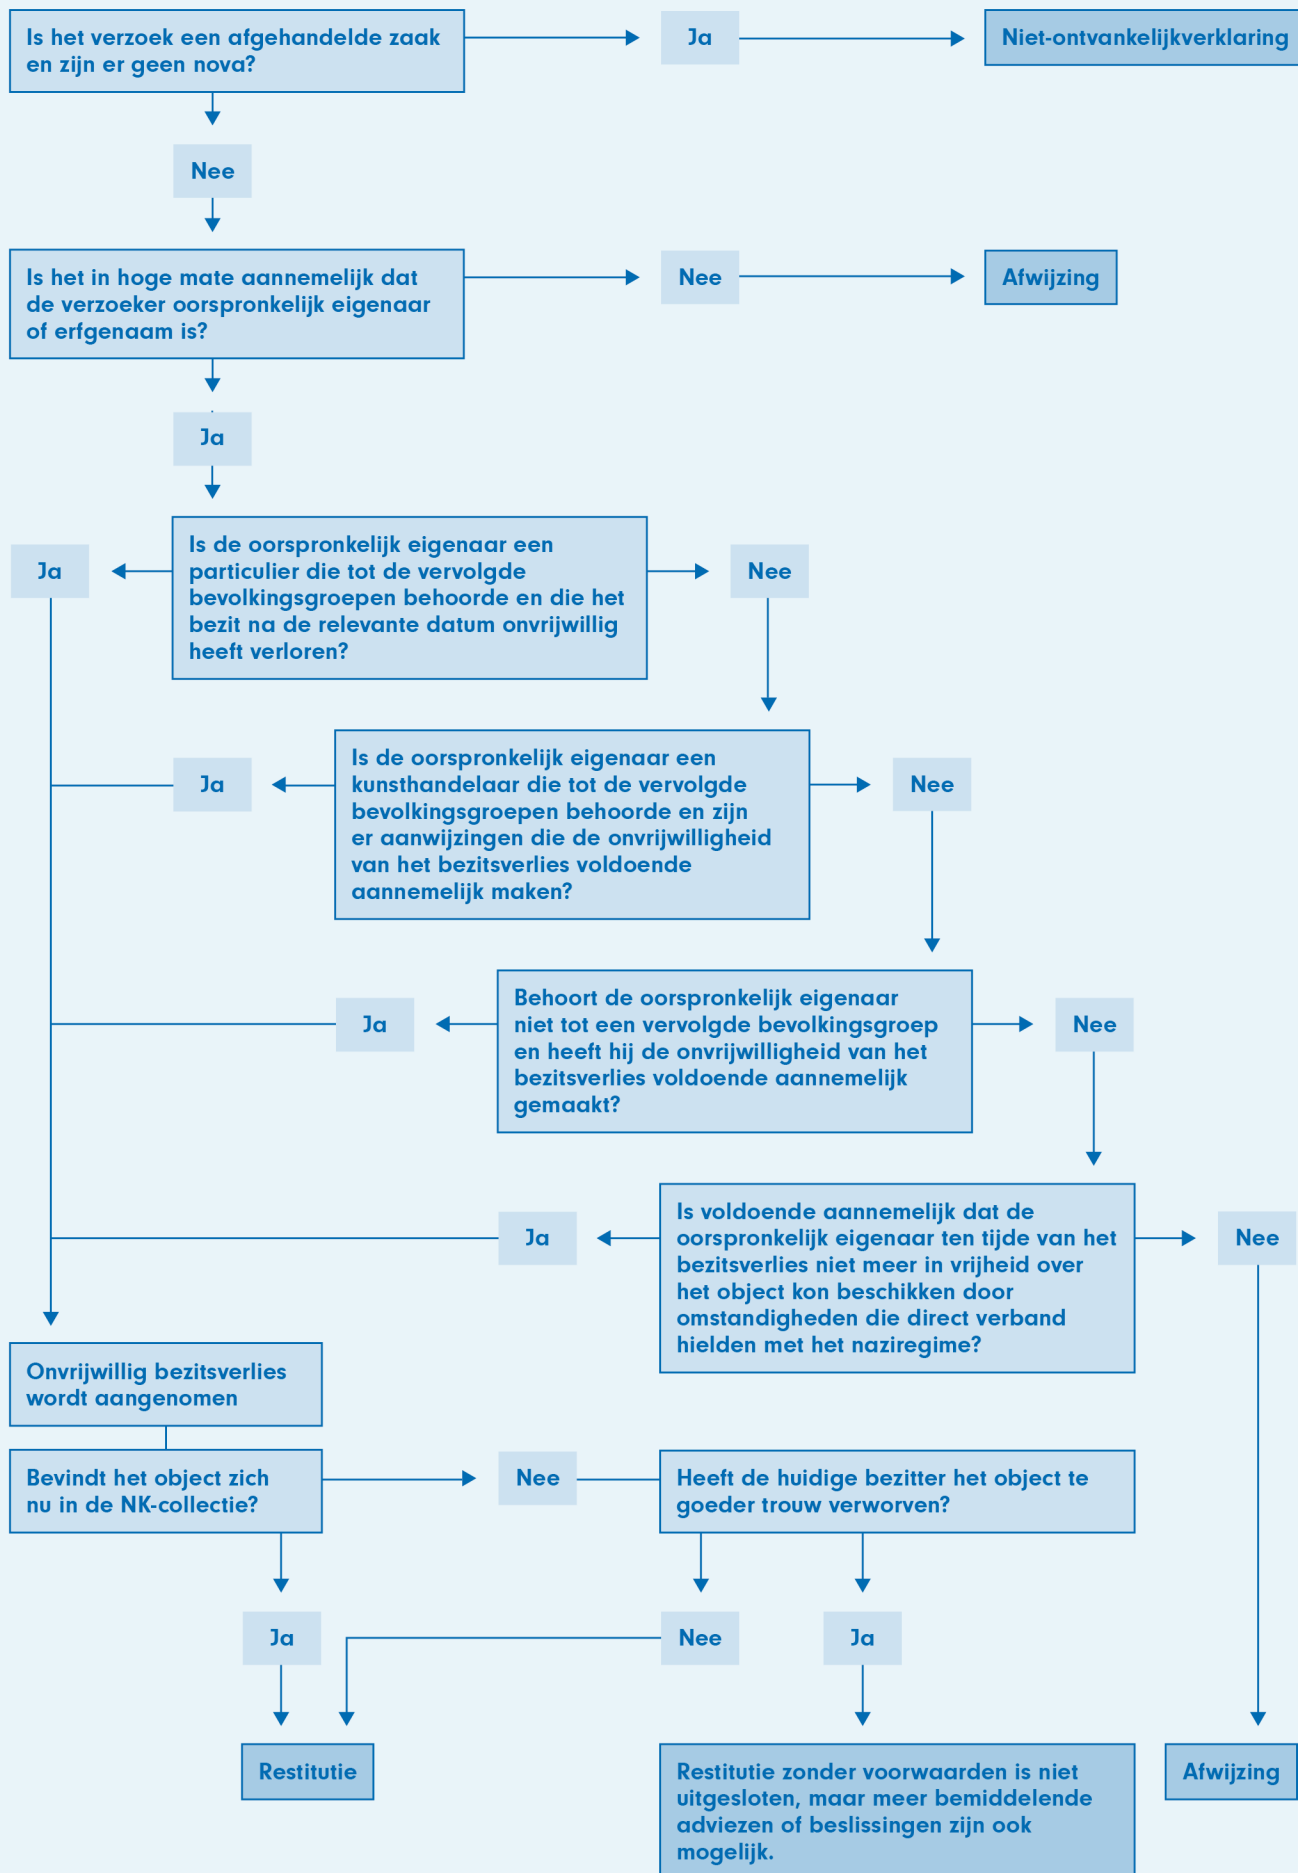 Is het verzoek een afgehandelde zaak
en zijn er geen nova?
Ja
Niet-ontvankelijkverklaring
Nee
Is het in hoge mate aannemelijk dat
de verzoeker oorspronkelijk eigenaar
of erfgenaam is?
Nee
Afwijzing
Ja
Ja
Is de oorspronkelijk eigenaar een
particulier die tot de vervolgde
bevolkingsgroepen behoorde en die het
bezit na de relevante datum onvrijwillig
heeft verloren?
Nee
Ja
Is de oorspronkelijk eigenaar een
kunsthandelaar die tot de vervolgde
bevolkingsgroepen behoorde en zijn
er aanwijzingen die de onvrijwilligheid
van het bezitsverlies voldoende
aannemelijk maken?
Nee
Ja
Behoort de oorspronkelijk eigenaar
niet tot een vervolgde bevolkingsgroep
en heeft hij de onvrijwilligheid van het
bezitsverlies voldoende aannemelijk
gemaakt?
Nee
Ja
Is voldoende aannemelijk dat de
oorspronkelijk eigenaar ten tijde van het
bezitsverlies niet meer in vrijheid over
het object kon beschikken door
omstandigheden die direct verband
hielden met het naziregime?
Nee
Onvrijwillig bezitsverlies
wordt aangenomen
Bevindt het object zich
nu in de NK-collectie?
Nee
Heeft de huidige bezitter het object te
goeder trouw verworven?
Ja
Nee
Ja
Restitutie
Restitutie zonder voorwaarden is niet
uitgesloten, maar meer bemiddelende
adviezen of beslissingen zijn ook
mogelijk.
Afwijzing